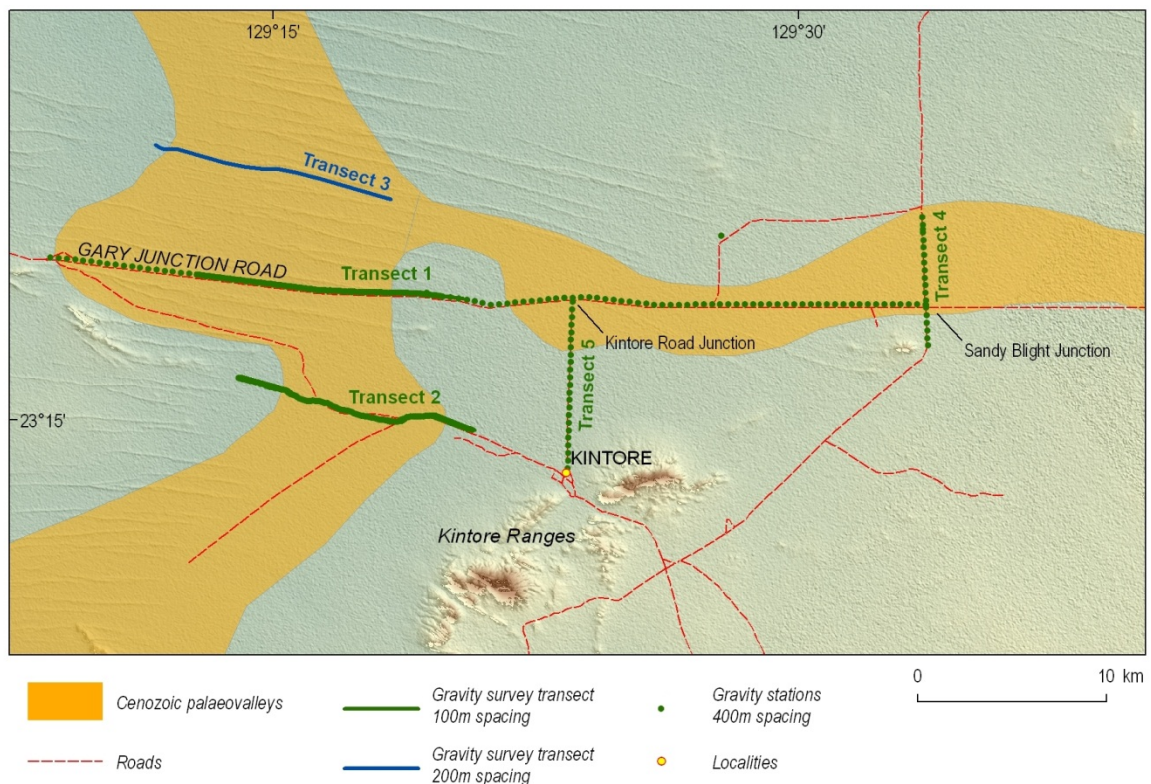 129°15'
129°30'
Transect 3
GARY JUNCTION ROAD
Transect 1
Transect 4
Kintore Road Junction
Sandy Blight Junction
Transect 5
Transect 2
23°15'
KINTORE
Kintore Ranges
0
10 km
Cenozoic palaeovalleys
Gravity survey transect
100m spacing
Gravity stations
400m spacing
Roads
Gravity survey transect
200m spacing
Localities